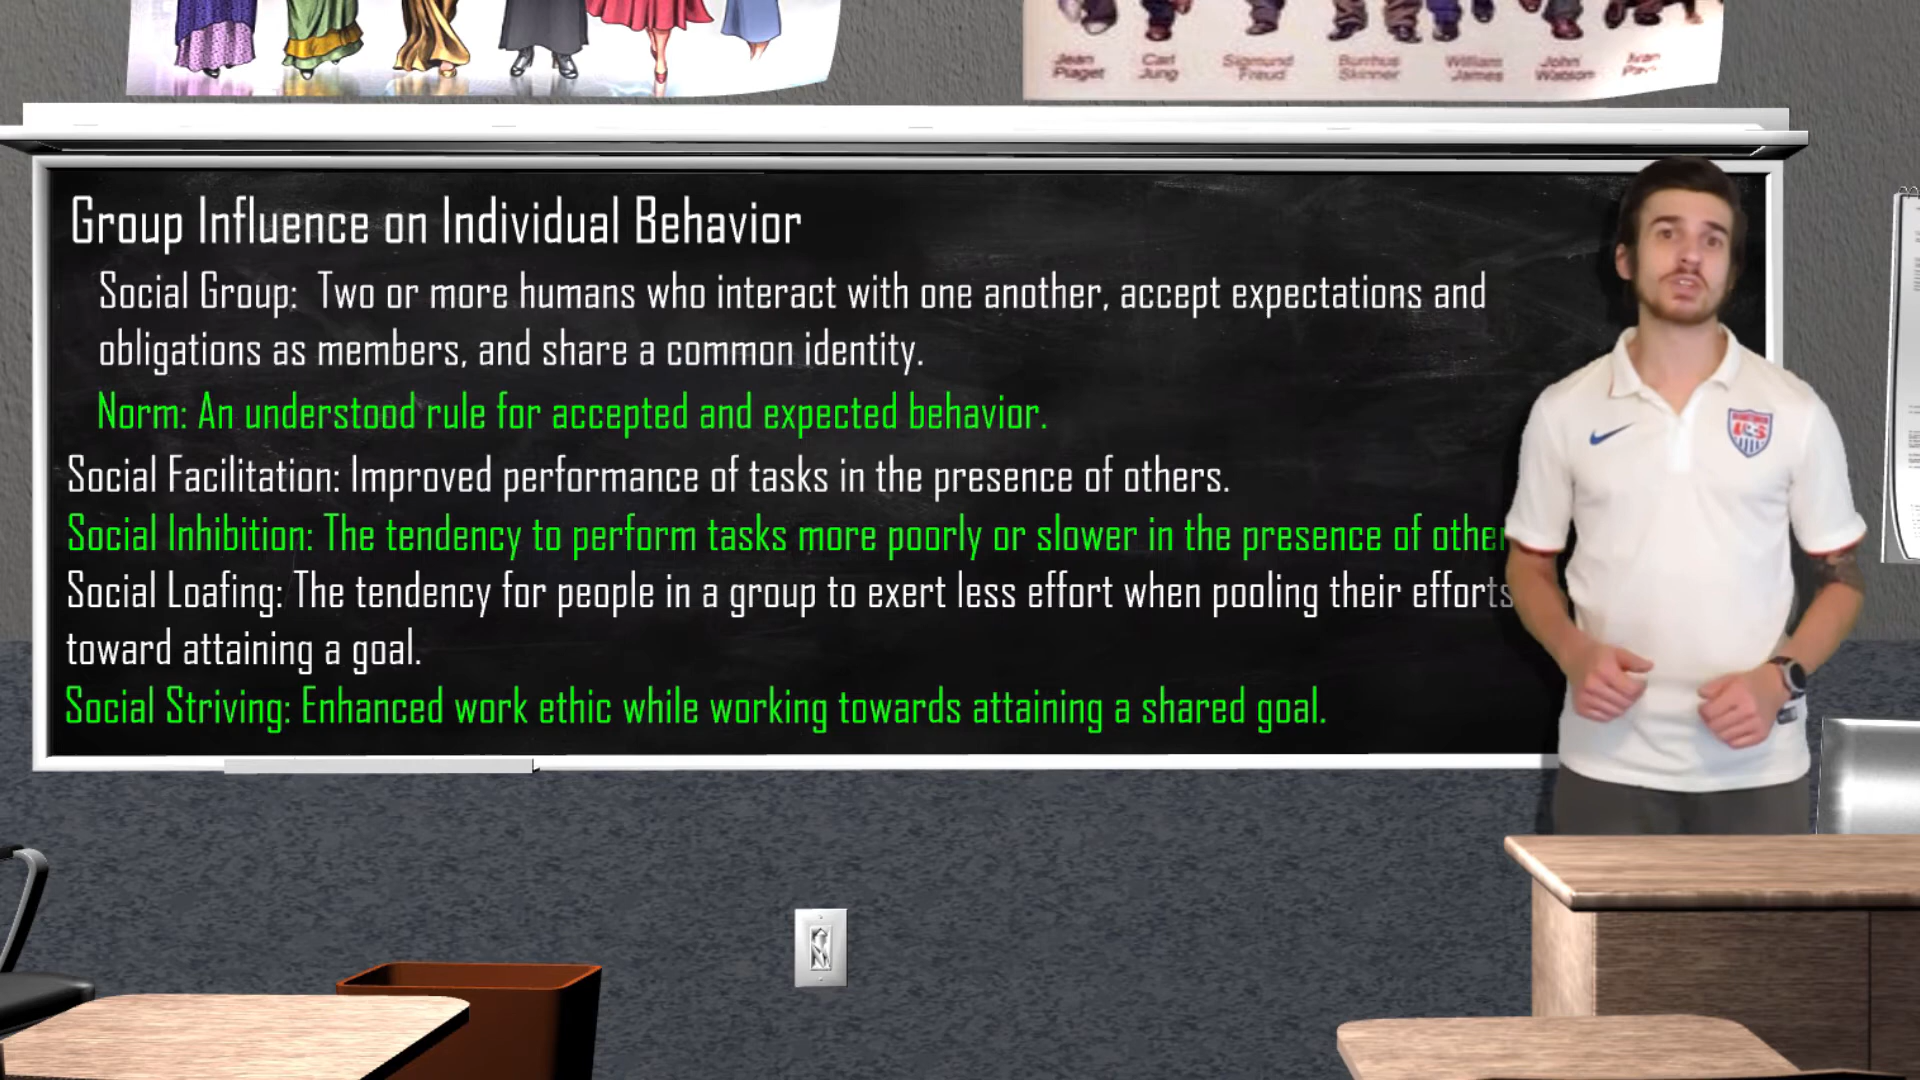 Jean Carl Sigmund Burrhus William John Ivan
Piaget Jung Freud Skinner James Watson
Group Influence on Individual Behavior
Social Group: Two or more humans who interact with one another, accept expectations and
obligations as members, and share a common identity.
Norm: An understood rule for accepted and expected behavior.
Social Facilitation: Improved performance of tasks in the presence of others.
Social Inhibition: The tendency to perform tasks more poorly or slower in the presence of other
Social Loafing: The tendency for people in a group to exert less effort when pooling their efforts
toward attaining a goal.
Social Striving: Enhanced work ethic while working towards attaining a shared goal.
US